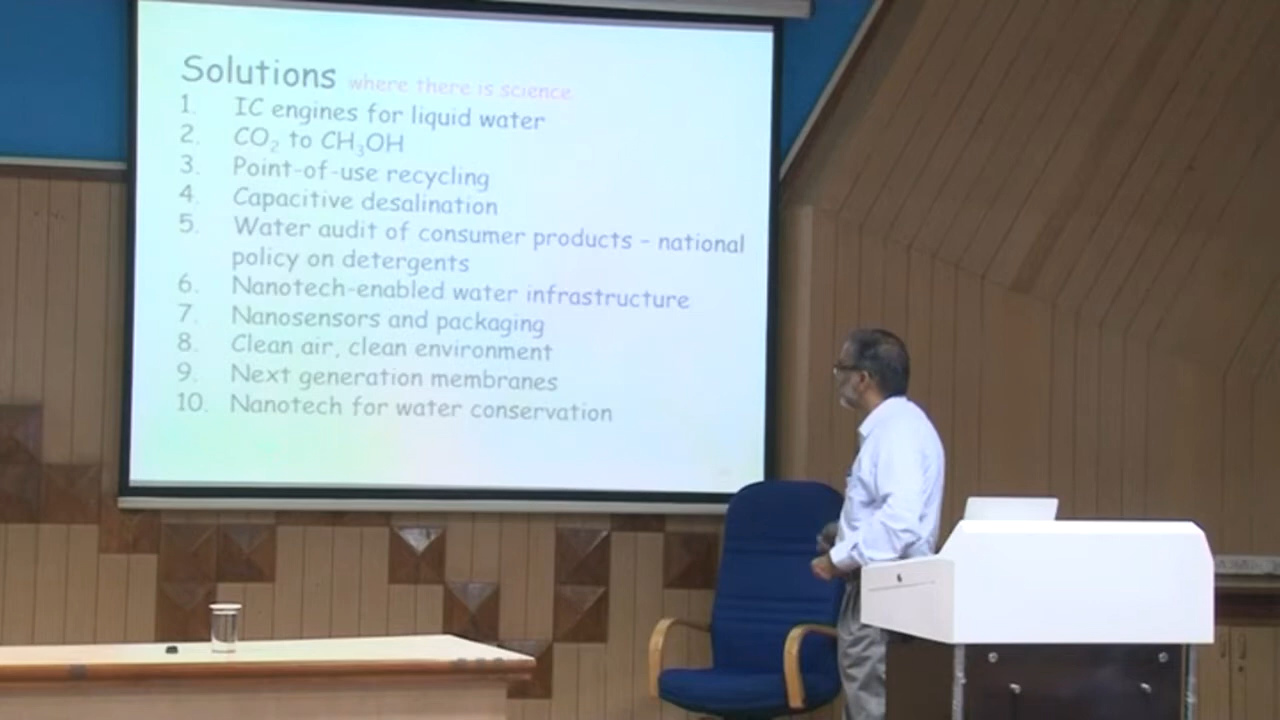 Solutions where there is science
1. IC engines for liquid water
2. CO₂ to CH₃OH
3. Point-of-use recycling
4. Capacitive desalination
5. Water audit of consumer products – national
policy on detergents
6. Nanotech-enabled water infrastructure
7. Nanosensors and packaging
8. Clean air, clean environment
9. Next generation membranes
10. Nanotech for water conservation